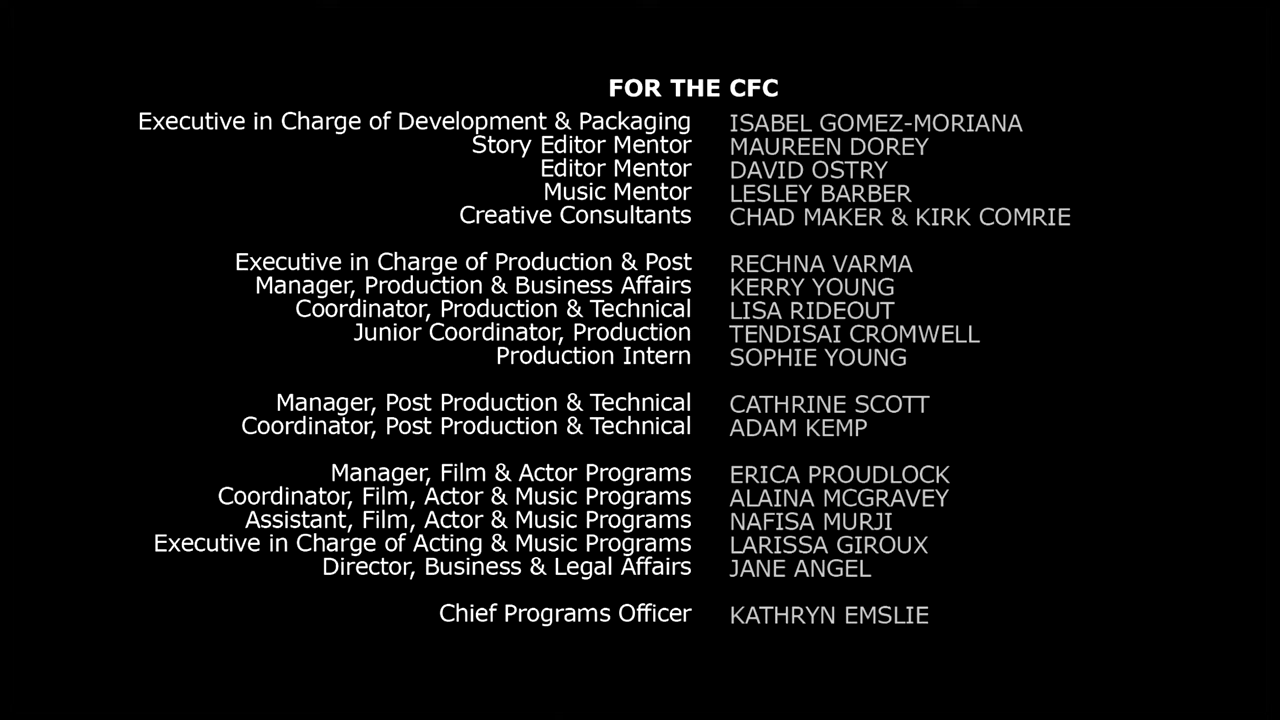 FOR THE CFC
Executive in Charge of Development & Packaging ISABEL GOMEZ-MORIANA
Story Editor Mentor MAUREEN DOREY
Editor Mentor DAVID OSTRY
Music Mentor LESLEY BARBER
Creative Consultants CHAD MAKER & KIRK COMRIE
Executive in Charge of Production & Post RECHNA VARMA
Manager, Production & Business Affairs KERRY YOUNG
Coordinator, Production & Technical LISA RIDEOUT
Junior Coordinator, Production TENDISAI CROMWELL
Production Intern SOPHIE YOUNG
Manager, Post Production & Technical CATHRINE SCOTT
Coordinator, Post Production & Technical ADAM KEMP
Manager, Film & Actor Programs ERICA PROUDLOCK
Coordinator, Film, Actor & Music Programs ALAINA MCGRAVEY
Assistant, Film, Actor & Music Programs NAFISA MURJI
Executive in Charge of Acting & Music Programs LARISSA GIROUX
Director, Business & Legal Affairs JANE ANGEL
Chief Programs Officer KATHRYN EMSLIE